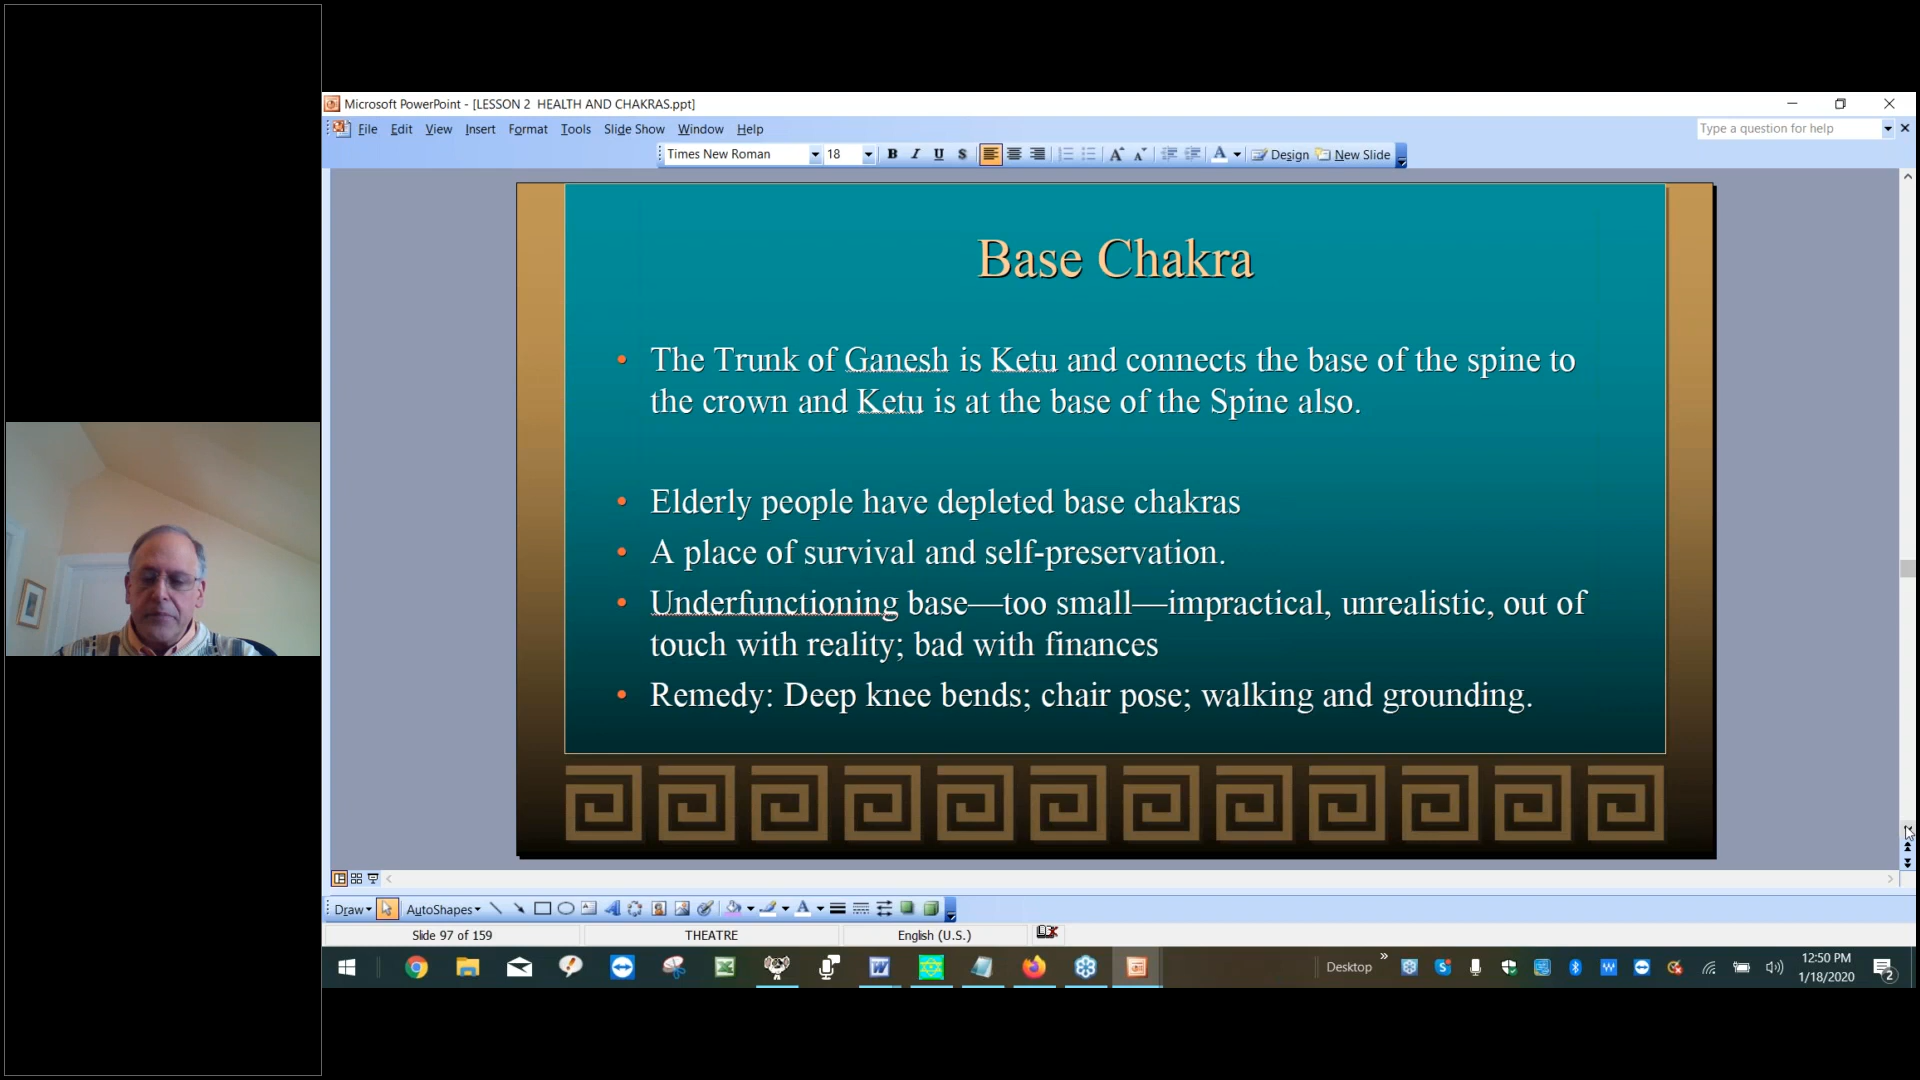 Microsoft PowerPoint - [LESSON 2  HEALTH AND CHAKRAS.ppt]
File Edit View Insert Format Tools Slide Show Window Help
Type a question for help
Times New Roman 18 B I U S A A A Design New Slide
Base Chakra
• The Trunk of Ganesh is Ketu and connects the base of the spine to
the crown and Ketu is at the base of the Spine also.
• Elderly people have depleted base chakras
• A place of survival and self-preservation.
• Underfunctioning base—too small—impractical, unrealistic, out of
touch with reality; bad with finances
• Remedy: Deep knee bends; chair pose; walking and grounding.
Draw AutoShapes A
Slide 97 of 159 THEATRE English (U.S.)
Desktop
12:50 PM
1/18/2020
2